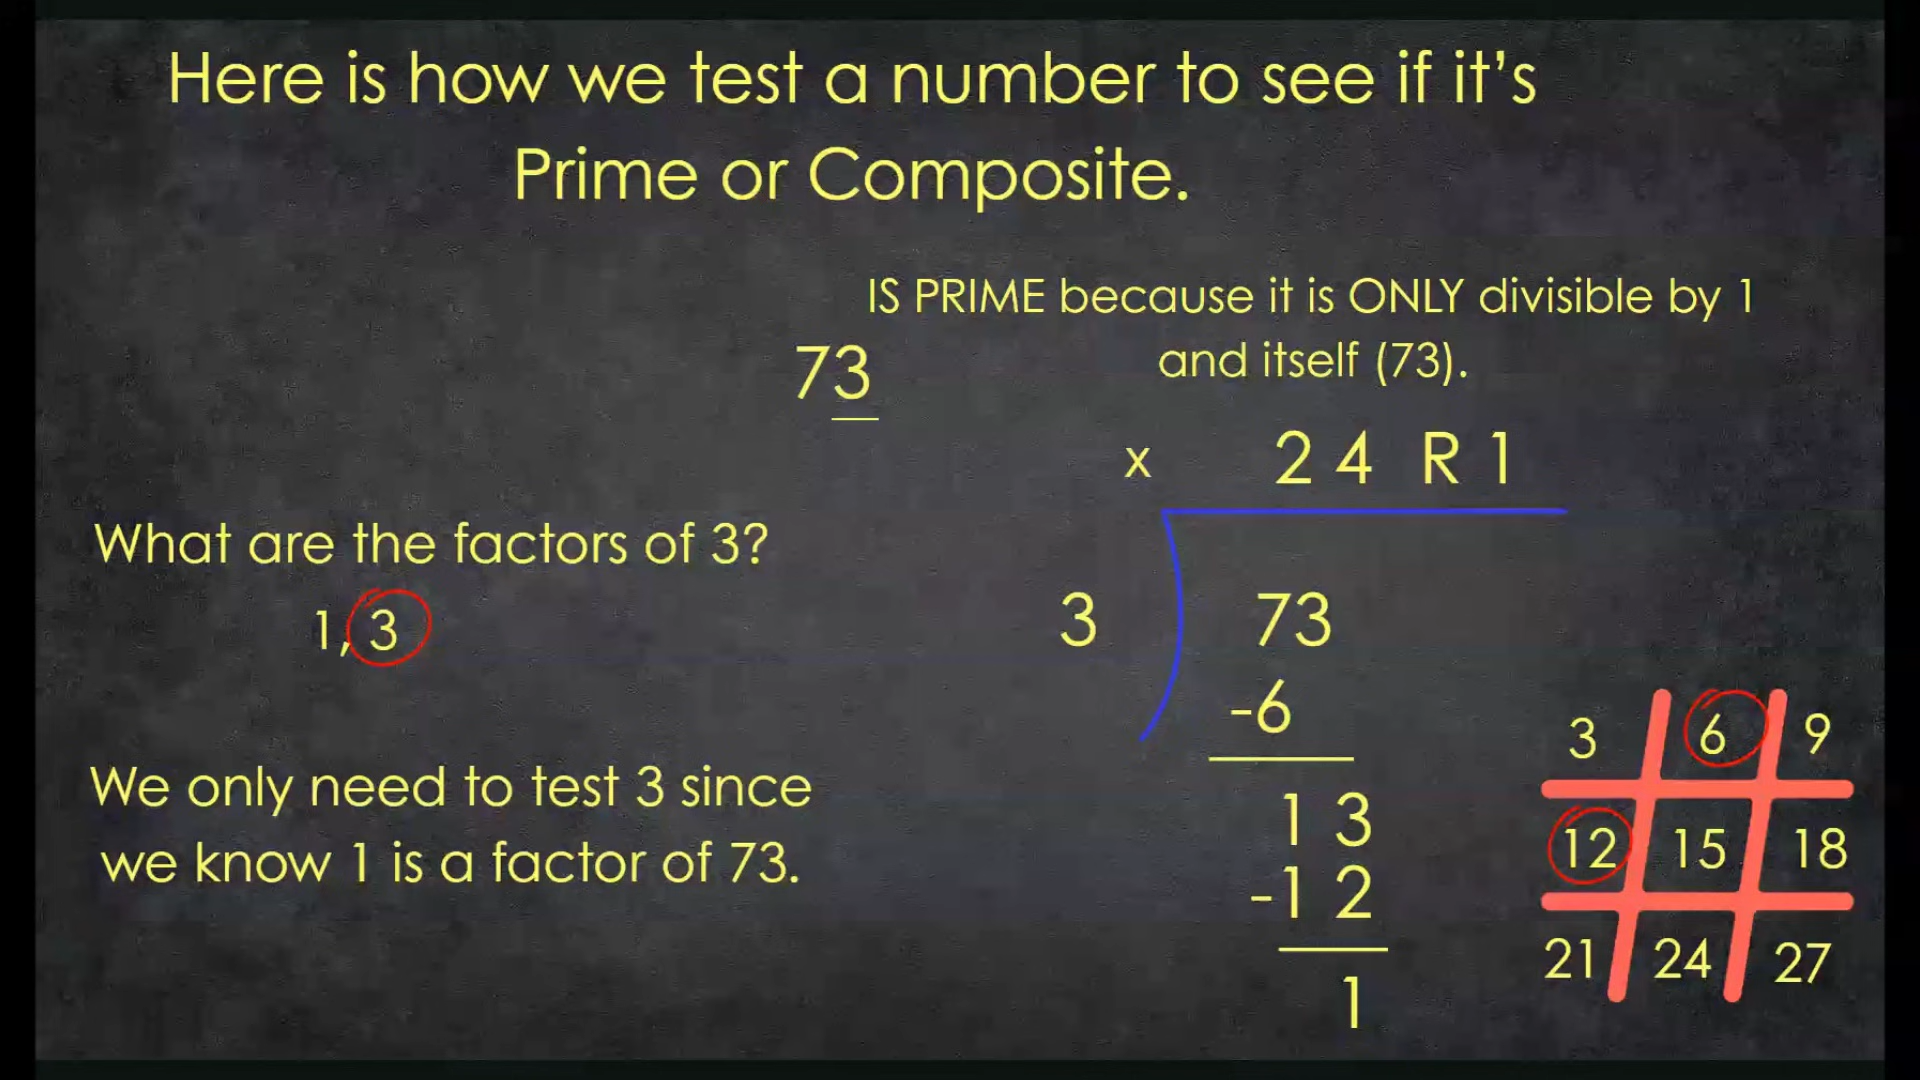 Here is how we test a number to see if it's
Prime or Composite.
IS PRIME because it is ONLY divisible by 1
and itself (73).
73
x 2 4 R 1
What are the factors of 3?
1, 3
3 73
-6
We only need to test 3 since
we know 1 is a factor of 73.
1 3
-1 2
1
3 6 9
12 15 18
21 24 27